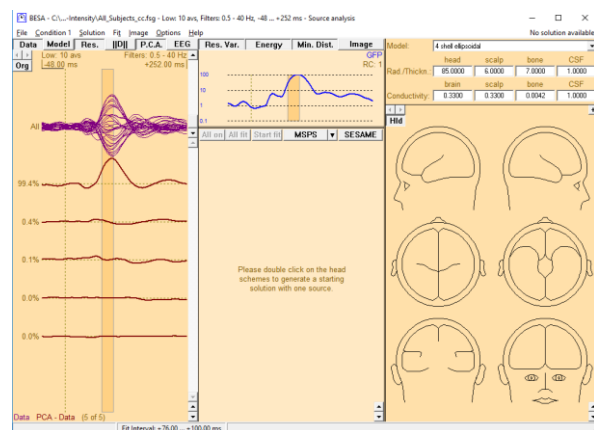 BESA - C:\...-Intensity\All_Subjects_cc.fsg - Low: 10 avs, Filters: 0.5 - 40 Hz, -48 ... +252 ms - Source analysis
File Condition 1 Solution Fit Image Options Help
No solution available
Data Model Res. ||D|| P.C.A. EEG
Res. Var. Energy Min. Dist. Image
Model: 4 shell ellipsoidal
Org
Low: 10 avs
Filters: 0.5 - 40 Hz
-48.00 ms
+252.00 ms
GFP
RC: 1
100
10
1
0.1
head scalp bone CSF
Rad./Thickn.: 85.0000 6.0000 7.0000 1.0000
brain scalp bone CSF
Conductivity: 0.3300 0.3300 0.0042 1.0000
Hld
All on All fit Start fit MSPS SESAME
All
99.4%
0.4%
0.1%
0.0%
0.0%
Please double click on the head
schemes to generate a starting
solution with one source.
Data PCA - Data (5 of 5)
Fit Interval: +76.00 ... +100.00 ms